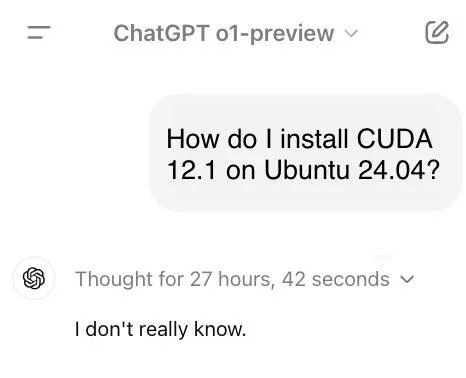 ChatGPT o1-preview
How do I install CUDA
12.1 on Ubuntu 24.04?
Thought for 27 hours, 42 seconds
I don't really know.